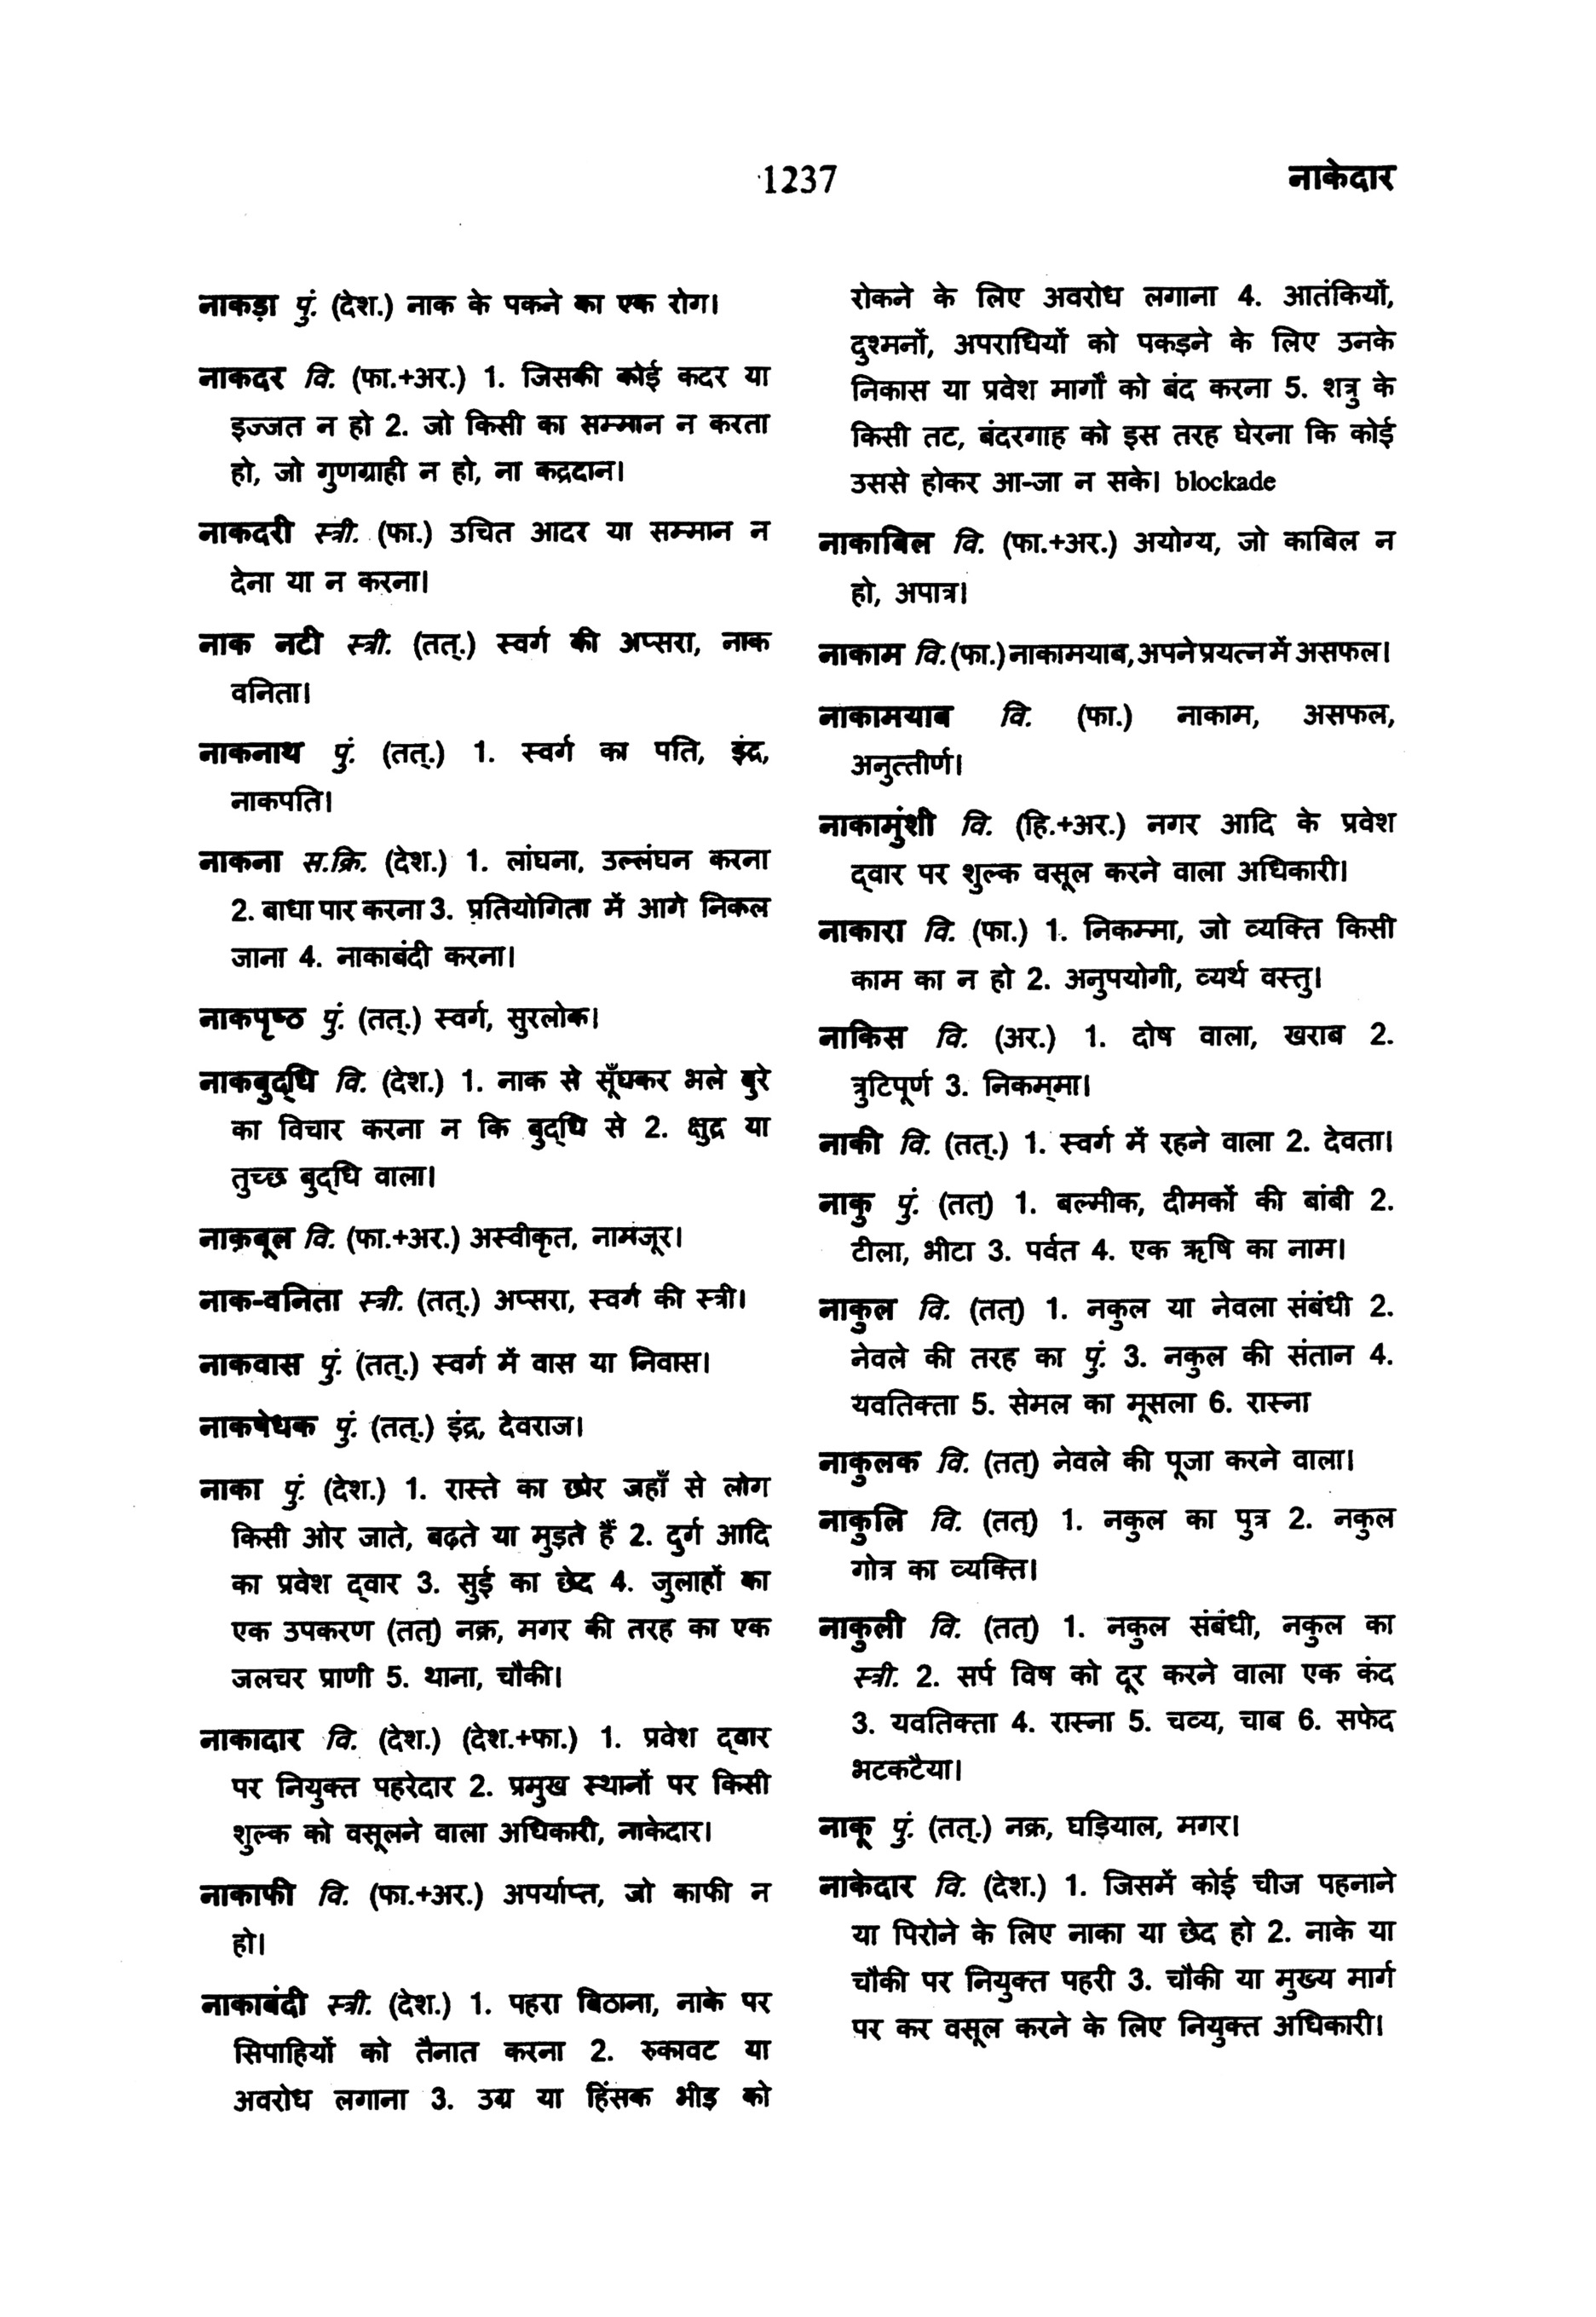 1237
नाकेदार
नाकड़ा पुं. (देश.) नाक के पकने का एक रोग।
नाकदर वि. (फा.+अर.) 1. जिसकी कोई कदर या
इज्जत न हो 2. जो किसी का सम्मान न करता
हो, जो गुणग्राही न हो, ना कद्रदान।
नाकदरी स्त्री. (फा.) उचित आदर या सम्मान न
देना या न करना।
नाक नटी स्त्री. (तत्.) स्वर्ग की अप्सरा, नाक
वनिता।
नाकनाथ पुं. (तत्.) 1. स्वर्ग का पति, इंद्र,
नाकपति।
नाकना स.क्रि. (देश.) 1. लांघना, उल्लंघन करना
2. बाधा पार करना 3. प्रतियोगिता में आगे निकल
जाना 4. नाकाबंदी करना।
नाकपृष्ठ पुं. (तत्.) स्वर्ग, सुरलोक।
नाकबुद्धि वि. (देश.) 1. नाक से सूँघकर भले बुरे
का विचार करना न कि बुद्धि से 2. क्षुद्र या
तुच्छ बुद्धि वाला।
नाक़बूल वि. (फा.+अर.) अस्वीकृत, नामंजूर।
नाक-वनिता स्त्री. (तत्.) अप्सरा, स्वर्ग की स्त्री।
नाकवास पुं. (तत्.) स्वर्ग में वास या निवास।
नाकषेधक पुं. (तत्.) इंद्र, देवराज।
नाका पुं. (देश.) 1. रास्ते का छोर जहाँ से लोग
किसी ओर जाते, बढ़ते या मुड़ते हैं 2. दुर्ग आदि
का प्रवेश द्वार 3. सुई का छेद 4. जुलाहों का
एक उपकरण (तत्) नक्र, मगर की तरह का एक
जलचर प्राणी 5. थाना, चौकी।
नाकादार वि. (देश.) (देश.+फा.) 1. प्रवेश द्वार
पर नियुक्त पहरेदार 2. प्रमुख स्थानों पर किसी
शुल्क को वसूलने वाला अधिकारी, नाकेदार।
नाकाफी वि. (फा.+अर.) अपर्याप्त, जो काफी न
हो।
नाकाबंदी स्त्री. (देश.) 1. पहरा बिठाना, नाके पर
सिपाहियों को तैनात करना 2. रुकावट या
अवरोध लगाना 3. उग्र या हिंसक भीड़ को
रोकने के लिए अवरोध लगाना 4. आतंकियों,
दुश्मनों, अपराधियों को पकड़ने के लिए उनके
निकास या प्रवेश मार्गों को बंद करना 5. शत्रु के
किसी तट, बंदरगाह को इस तरह घेरना कि कोई
उससे होकर आ-जा न सके। blockade
नाकाबिल वि. (फा.+अर.) अयोग्य, जो काबिल न
हो, अपात्र।
नाकाम वि. (फा.) नाकामयाब, अपने प्रयत्न में असफल।
नाकामयाब वि. (फा.) नाकाम, असफल,
अनुत्तीर्ण।
नाकामुंशी वि. (हि.+अर.) नगर आदि के प्रवेश
द्वार पर शुल्क वसूल करने वाला अधिकारी।
नाकारा वि. (फा.) 1. निकम्मा, जो व्यक्ति किसी
काम का न हो 2. अनुपयोगी, व्यर्थ वस्तु।
नाकिस वि. (अर.) 1. दोष वाला, खराब 2.
त्रुटिपूर्ण 3. निकम्मा।
नाकी वि. (तत्.) 1. स्वर्ग में रहने वाला 2. देवता।
नाकु पुं. (तत्) 1. बल्मीक, दीमकों की बांबी 2.
टीला, भीटा 3. पर्वत 4. एक ऋषि का नाम।
नाकुल वि. (तत्) 1. नकुल या नेवला संबंधी 2.
नेवले की तरह का पुं. 3. नकुल की संतान 4.
यवतिक्ता 5. सेमल का मूसला 6. रास्ना
नाकुलक वि. (तत्) नेवले की पूजा करने वाला।
नाकुलि वि. (तत्) 1. नकुल का पुत्र 2. नकुल
गोत्र का व्यक्ति।
नाकुली वि. (तत्) 1. नकुल संबंधी, नकुल का
स्त्री. 2. सर्प विष को दूर करने वाला एक कंद
3. यवतिक्ता 4. रास्ना 5. चव्य, चाब 6. सफेद
भटकटैया।
नाकू पुं. (तत्.) नक्र, घड़ियाल, मगर।
नाकेदार वि. (देश.) 1. जिसमें कोई चीज पहनाने
या पिरोने के लिए नाका या छेद हो 2. नाके या
चौकी पर नियुक्त पहरी 3. चौकी या मुख्य मार्ग
पर कर वसूल करने के लिए नियुक्त अधिकारी।